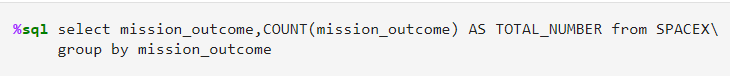 %sql select mission_outcome,COUNT(mission_outcome) AS TOTAL_NUMBER from SPACEX\
group by mission_outcome